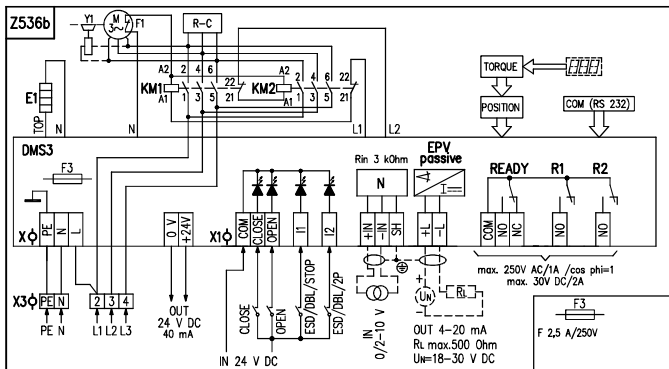 Z536b
Y1
M
3~
F1
R-C
A2
2 4 6
22
A2
2 4 6
22
KM1
KM2
A1
1 3 5
21
A1
1 3 5
21
E1
TOP
N
N
L1
L2
TORQUE
POSITION
COM (RS 232)
DMS3
F3
Rin 3 kOhm
N
EPV
passive
I
READY
R1
R2
X
PE
N
L
0 V
+24V
X1
COM
CLOSE
OPEN
I1
I2
+IN
-IN
SH
+L
-L
COM
NO
NC
NO
NO
max. 250V AC/1A /cos phi=1
max. 30V DC/2A
X3
PE N
2 3 4
PE N
L1 L2 L3
OUT
24 V DC
40 mA
CLOSE
OPEN
ESD/DBL/STOP
ESD/DBL/2P
IN 24 V DC
IN
0/2-10 V
UN
RL
+
-
OUT 4-20 mA
RL max.500 Ohm
UN=18-30 V DC
F3
F 2,5 A/250V